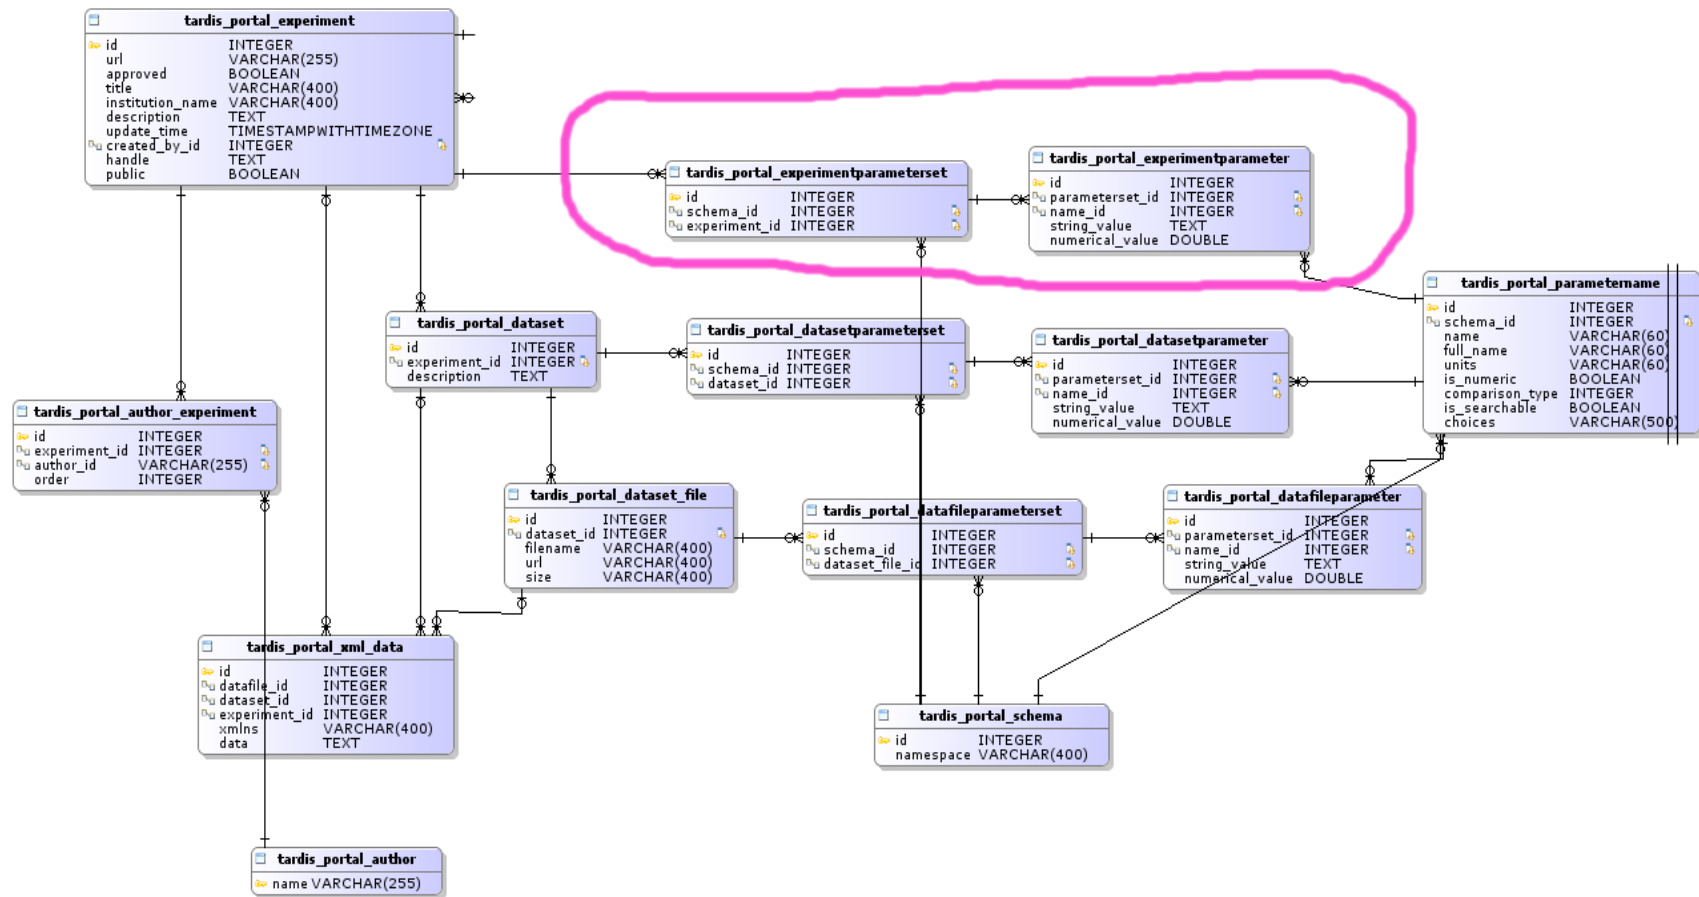 tardis_portal_experiment
id INTEGER
url VARCHAR(255)
approved BOOLEAN
title VARCHAR(400)
institution_name VARCHAR(400)
description TEXT
update_time TIMESTAMPWITHTIMEZONE
created_by_id INTEGER
handle TEXT
public BOOLEAN
tardis_portal_experimentparameterset
id INTEGER
schema_id INTEGER
experiment_id INTEGER
tardis_portal_experimentparameter
id INTEGER
parameterset_id INTEGER
name_id INTEGER
string_value TEXT
numerical_value DOUBLE
tardis_portal_parametername
id INTEGER
schema_id INTEGER
name VARCHAR(60)
full_name VARCHAR(60)
units VARCHAR(60)
is_numeric BOOLEAN
comparison_type INTEGER
is_searchable BOOLEAN
choices VARCHAR(500)
tardis_portal_dataset
id INTEGER
experiment_id INTEGER
description TEXT
tardis_portal_datasetparameterset
id INTEGER
schema_id INTEGER
dataset_id INTEGER
tardis_portal_datasetparameter
id INTEGER
parameterset_id INTEGER
name_id INTEGER
string_value TEXT
numerical_value DOUBLE
tardis_portal_author_experiment
id INTEGER
experiment_id INTEGER
author_id VARCHAR(255)
order INTEGER
tardis_portal_dataset_file
id INTEGER
dataset_id INTEGER
filename VARCHAR(400)
url VARCHAR(400)
size VARCHAR(400)
tardis_portal_datafileparameterset
id INTEGER
schema_id INTEGER
dataset_file_id INTEGER
tardis_portal_datafileparameter
id INTEGER
parameterset_id INTEGER
name_id INTEGER
string_value TEXT
numerical_value DOUBLE
tardis_portal_xml_data
id INTEGER
datafile_id INTEGER
dataset_id INTEGER
experiment_id INTEGER
xmlns VARCHAR(400)
data TEXT
tardis_portal_schema
id INTEGER
namespace VARCHAR(400)
tardis_portal_author
name VARCHAR(255)